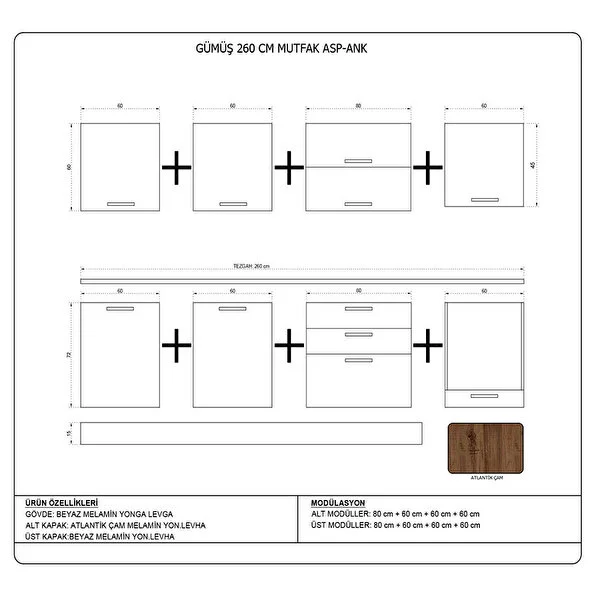 GÜMÜŞ 260 CM MUTFAK ASP-ANK
60 60 80 60
60 45
TEZGAH: 260 cm
60 60 80 60
72
15
ATLANTİK ÇAM
ÜRÜN ÖZELLİKLERİ
GÖVDE: BEYAZ MELAMİN YONGA LEVGA
ALT KAPAK: ATLANTİK ÇAM MELAMİN YON.LEVHA
ÜST KAPAK:BEYAZ MELAMİN YON.LEVHA
MODÜLASYON
ALT MODÜLLER: 80 cm + 60 cm + 60 cm + 60 cm
ÜST MODÜLLER: 80 cm + 60 cm + 60 cm + 60 cm